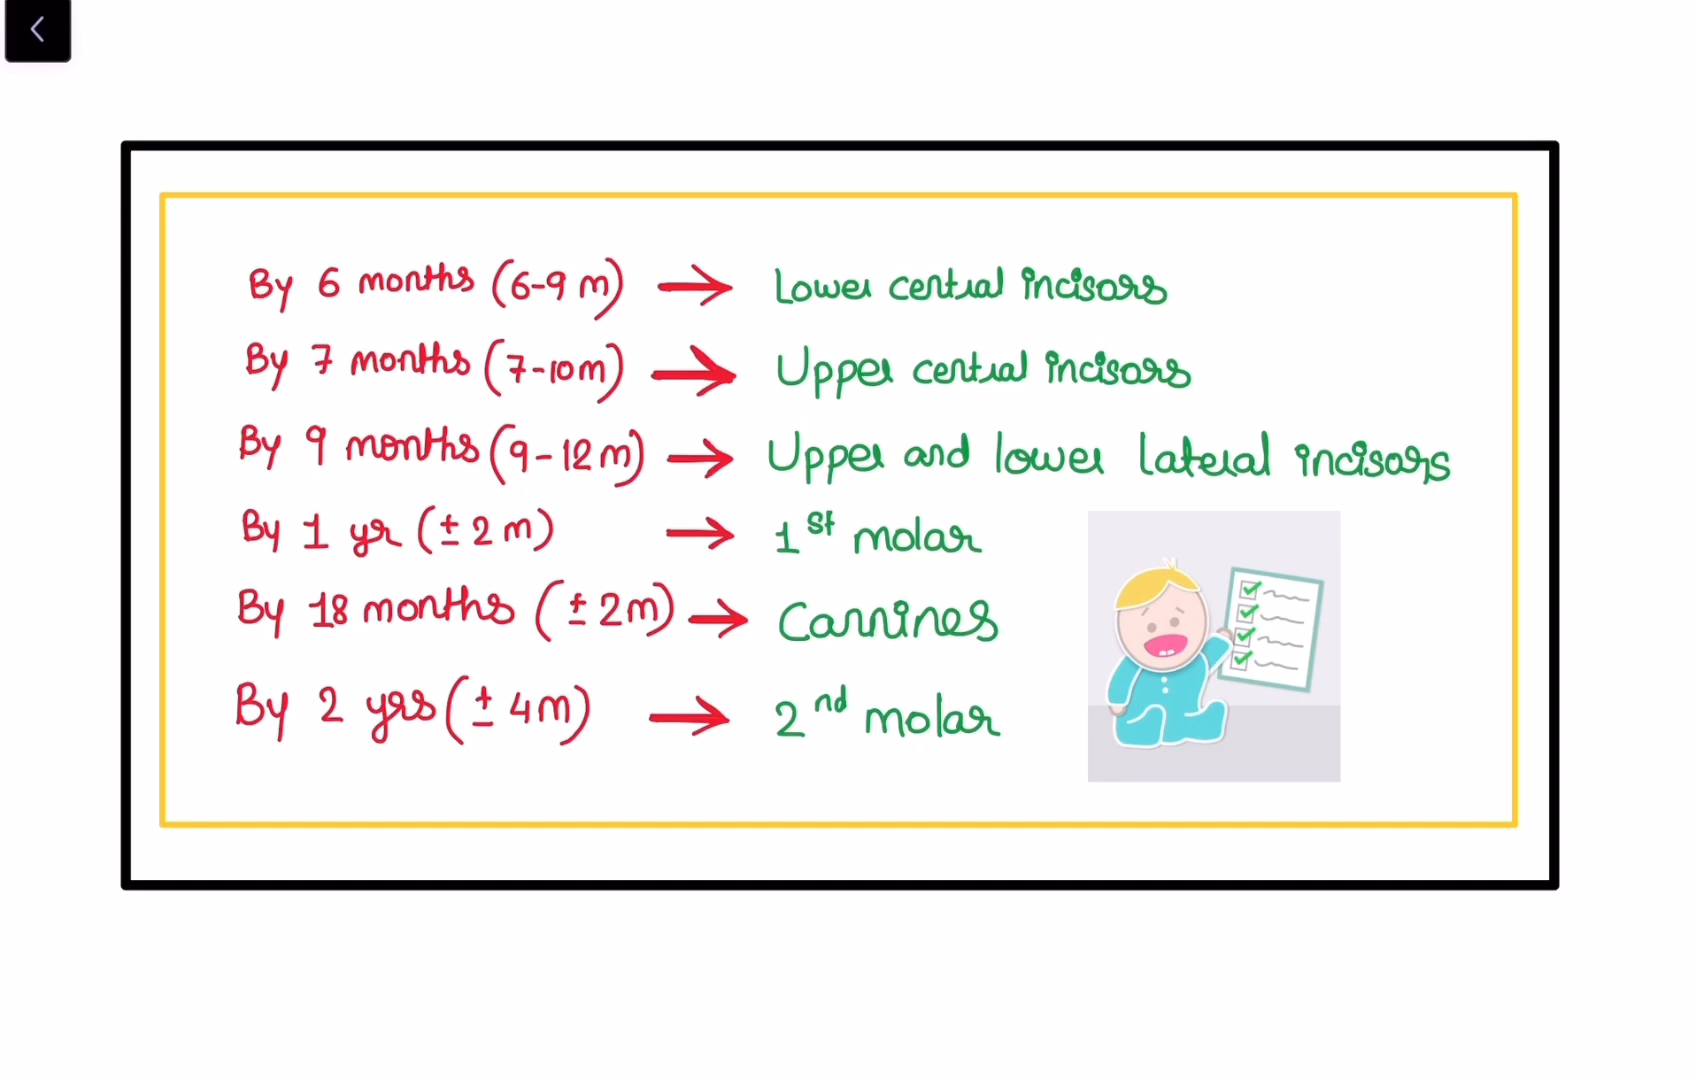 By 6 months (6-9 m) → Lower central incisors
By 7 months (7-10m) → Upper central incisors
By 9 months (9-12m) → Upper and lower lateral incisors
By 1 yr (± 2 m) → 1st molar
By 18 months (± 2m) → Cannines
By 2 yrs (± 4m) → 2nd molar